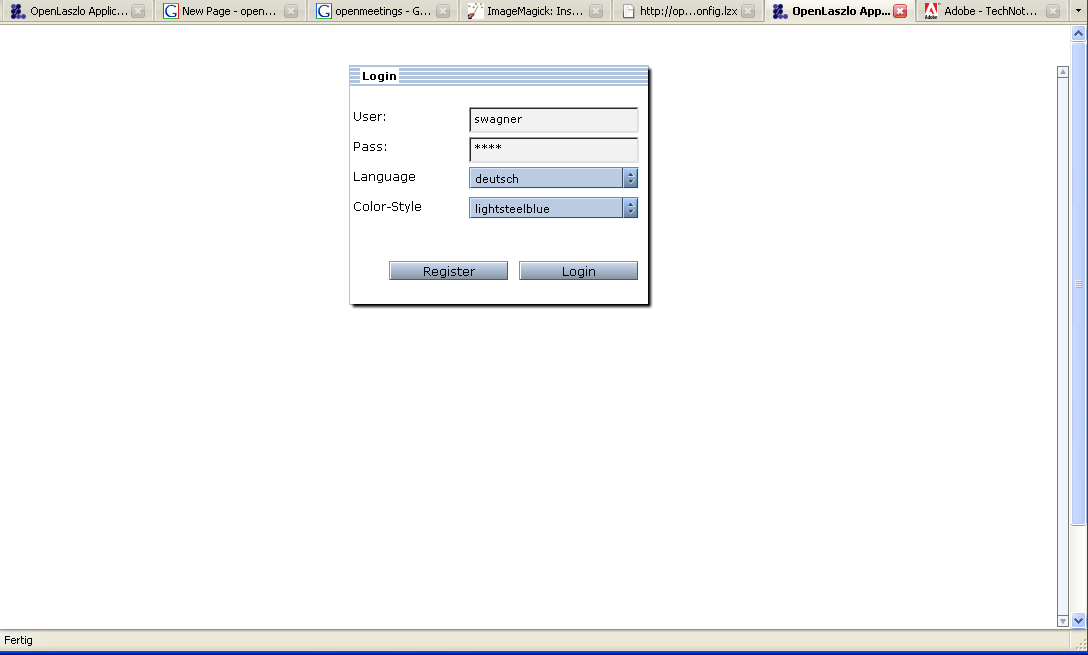 OpenLaszlo Applic... New Page - open... openmeetings - G... ImageMagick: Ins... http://op...onfig.lzx OpenLaszlo App... Adobe - TechNot...
Login
User: swagner
Pass: ****
Language deutsch
Color-Style lightsteelblue
Register Login
Fertig